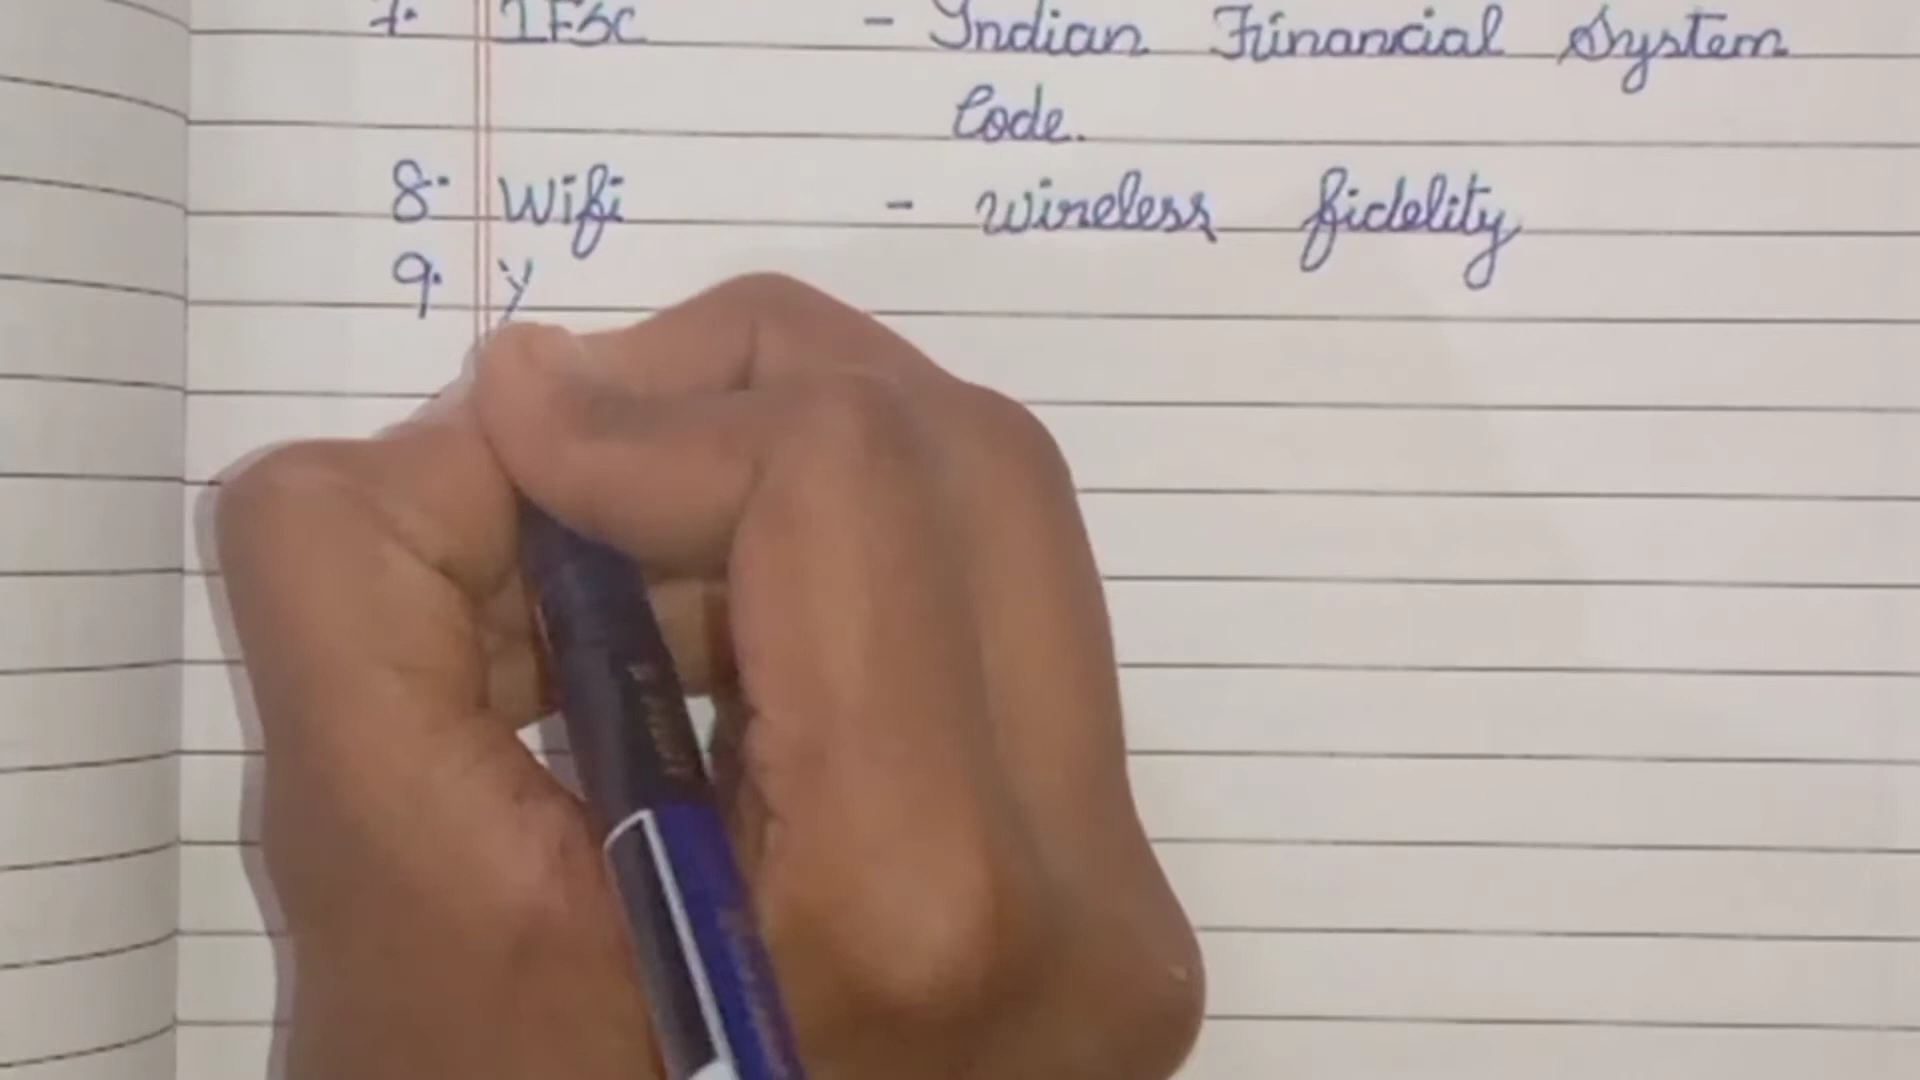 7. IFSC - Indian Financial System
Code.
8. Wifi - wireless fidelity
9. Y